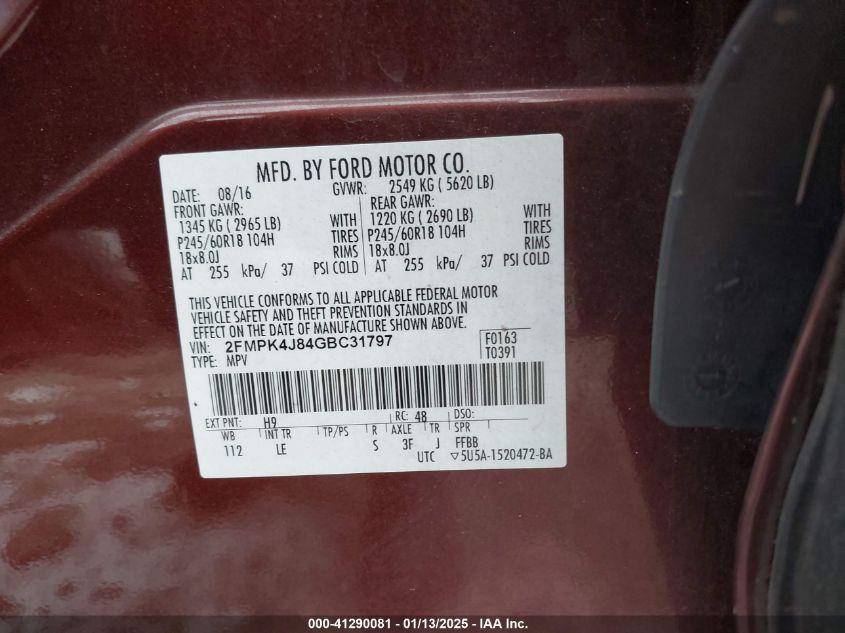 MFD. BY FORD MOTOR CO.
DATE: 08/16 GVWR: 2549 KG ( 5620 LB)
FRONT GAWR: REAR GAWR:
1345 KG ( 2965 LB) WITH 1220 KG ( 2690 LB) WITH
P245/60R18 104H TIRES P245/60R18 104H TIRES
18x8.0J RIMS 18x8.0J RIMS
AT 255 kPa/ 37 PSI COLD AT 255 kPa/ 37 PSI COLD
THIS VEHICLE CONFORMS TO ALL APPLICABLE FEDERAL MOTOR
VEHICLE SAFETY AND THEFT PREVENTION STANDARDS IN
EFFECT ON THE DATE OF MANUFACTURE SHOWN ABOVE.
VIN: 2FMPK4J84GBC31797 F0163
TYPE: MPV T0391
EXT PNT: H9 RC: 48 DSO:
WB INT TR TP/PS R AXLE TR SPR
112 LE S 3F J FFBB
UTC ▽5U5A-1520472-BA
000-41290081 - 01/13/2025 - IAA Inc.